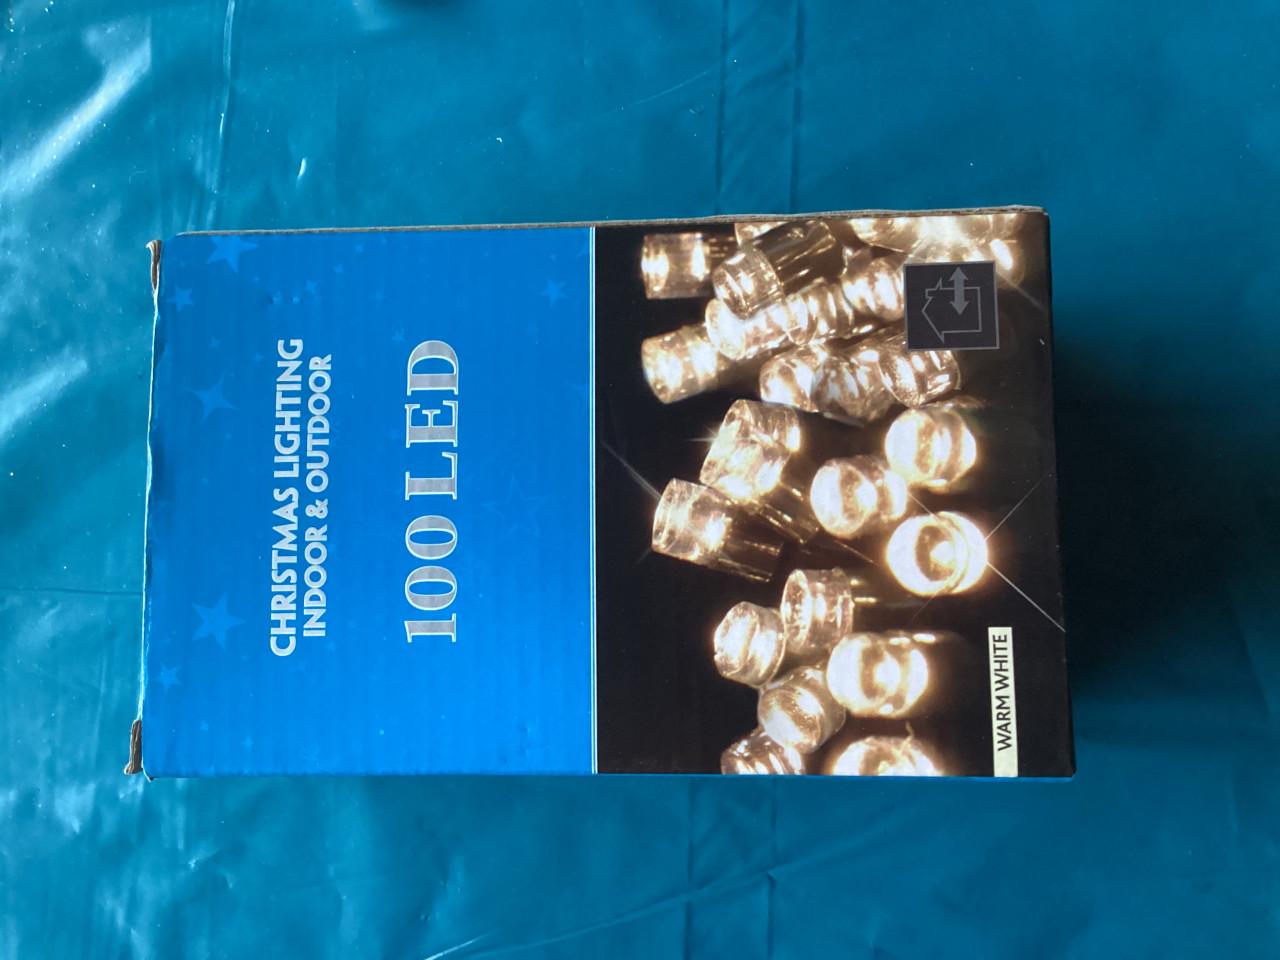 CHRISTMAS LIGHTING
INDOOR & OUTDOOR
100 LED
WARM WHITE